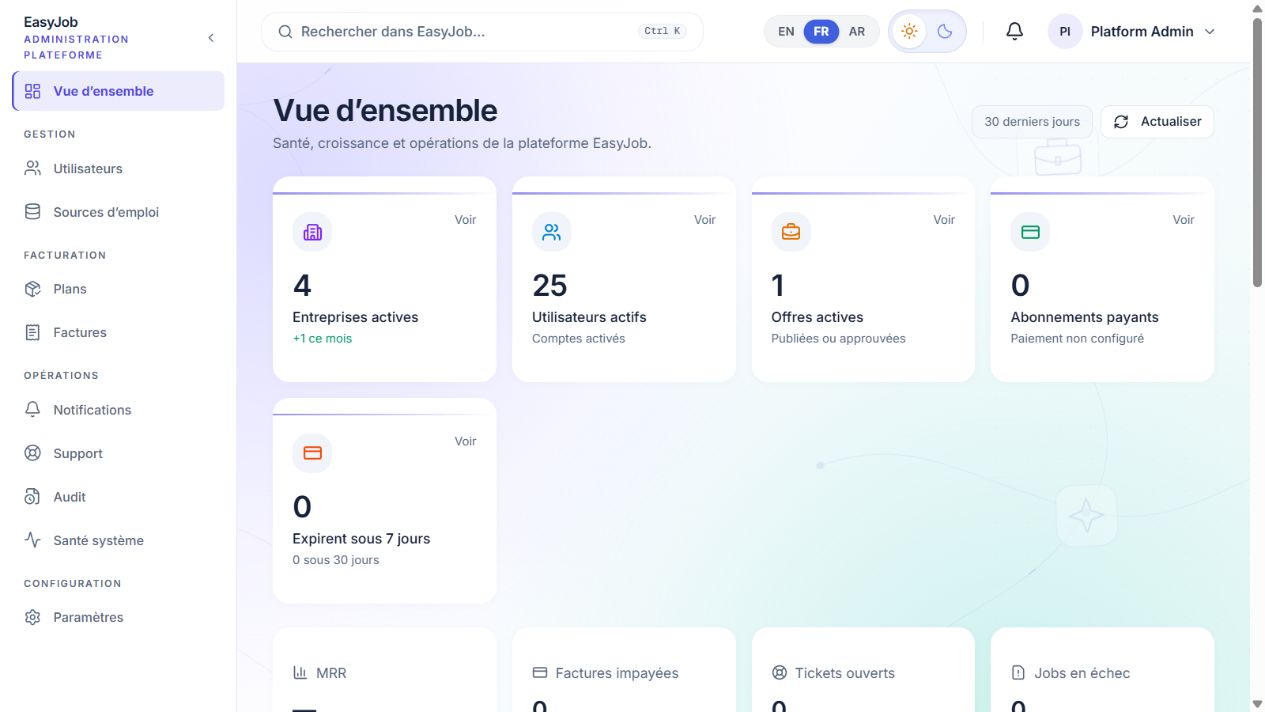 EasyJob
ADMINISTRATION
PLATEFORME
Rechercher dans EasyJob...
Ctrl K
EN FR AR
PI Platform Admin
Vue d’ensemble
GESTION
Utilisateurs
Sources d’emploi
FACTURATION
Plans
Factures
OPÉRATIONS
Notifications
Support
Audit
Santé système
CONFIGURATION
Paramètres
Vue d’ensemble
Santé, croissance et opérations de la plateforme EasyJob.
30 derniers jours
Actualiser
Voir
4
Entreprises actives
+1 ce mois
Voir
25
Utilisateurs actifs
Comptes activés
Voir
1
Offres actives
Publiées ou approuvées
Voir
0
Abonnements payants
Paiement non configuré
Voir
0
Expirent sous 7 jours
0 sous 30 jours
MRR
—
Factures impayées
0
Tickets ouverts
0
Jobs en échec
0